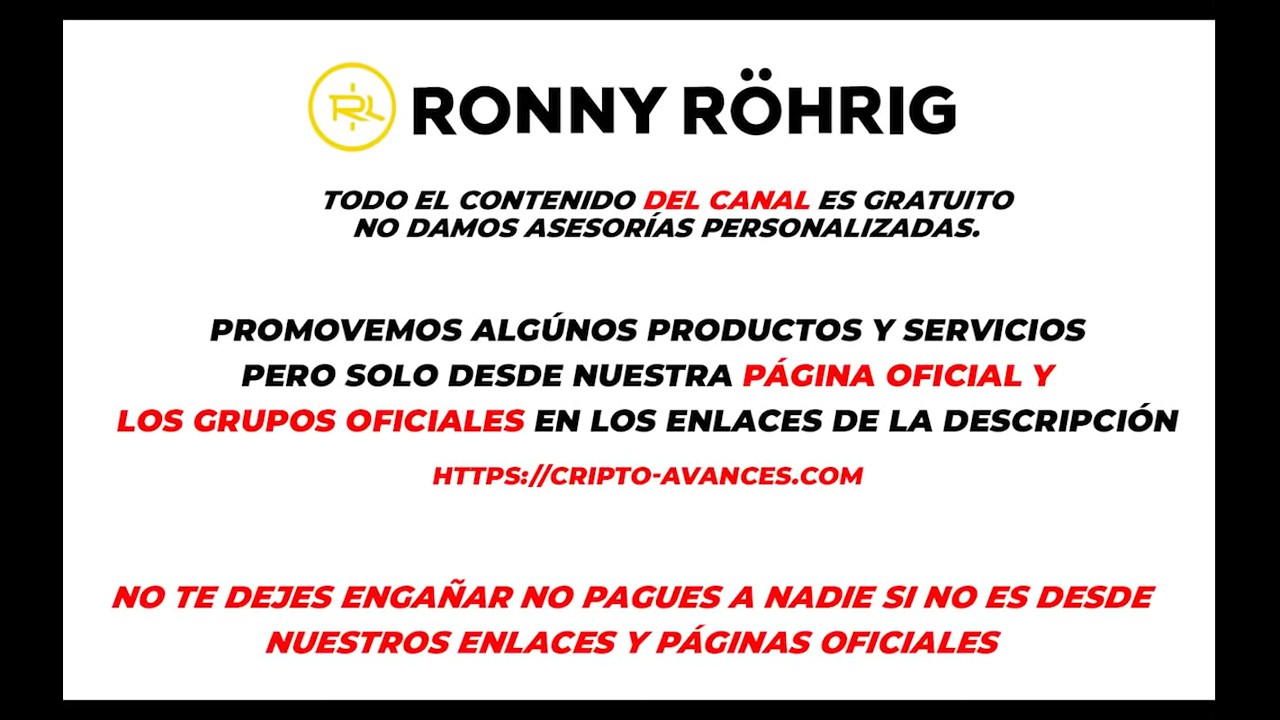 RONNY RÖHRIG
TODO EL CONTENIDO DEL CANAL ES GRATUITO
NO DAMOS ASESORÍAS PERSONALIZADAS.
PROMOVEMOS ALGÚNOS PRODUCTOS Y SERVICIOS
PERO SOLO DESDE NUESTRA PÁGINA OFICIAL Y
LOS GRUPOS OFICIALES EN LOS ENLACES DE LA DESCRIPCIÓN
HTTPS://CRIPTO-AVANCES.COM
NO TE DEJES ENGAÑAR NO PAGUES A NADIE SI NO ES DESDE
NUESTROS ENLACES Y PÁGINAS OFICIALES